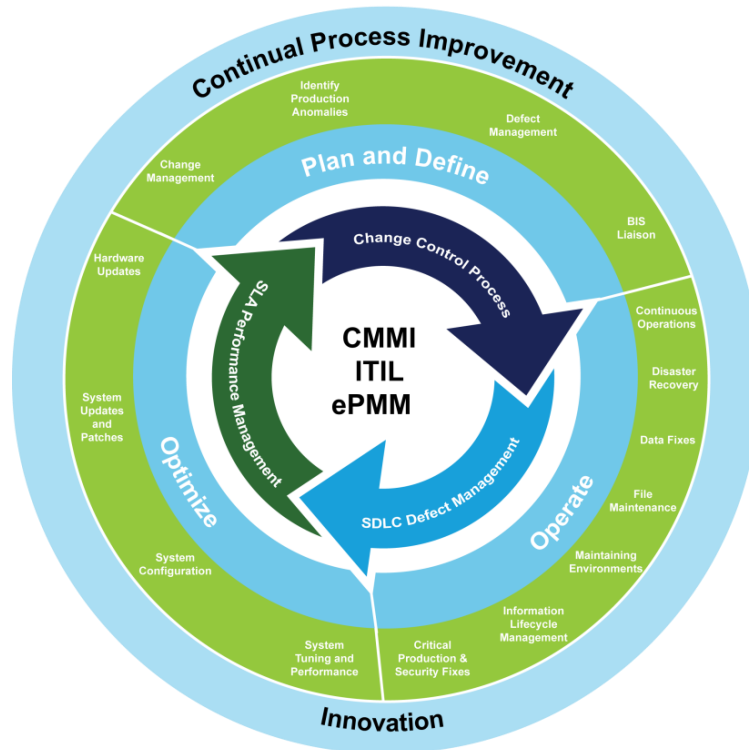 Continual Process Improvement
Identify
Production
Anomalies
Defect
Management
Change
Management
BIS
Liaison
Plan and Define
Hardware
Updates
Continuous
Operations
Change Control Process
SLA Performance Management
CMMI
ITIL
ePMM
Disaster
Recovery
System
Updates
and
Patches
Data Fixes
Optimize
Operate
SDLC Defect Management
File
Maintenance
System
Configuration
Maintaining
Environments
Information
Lifecycle
Management
System
Tuning and
Performance
Critical
Production &
Security Fixes
Innovation